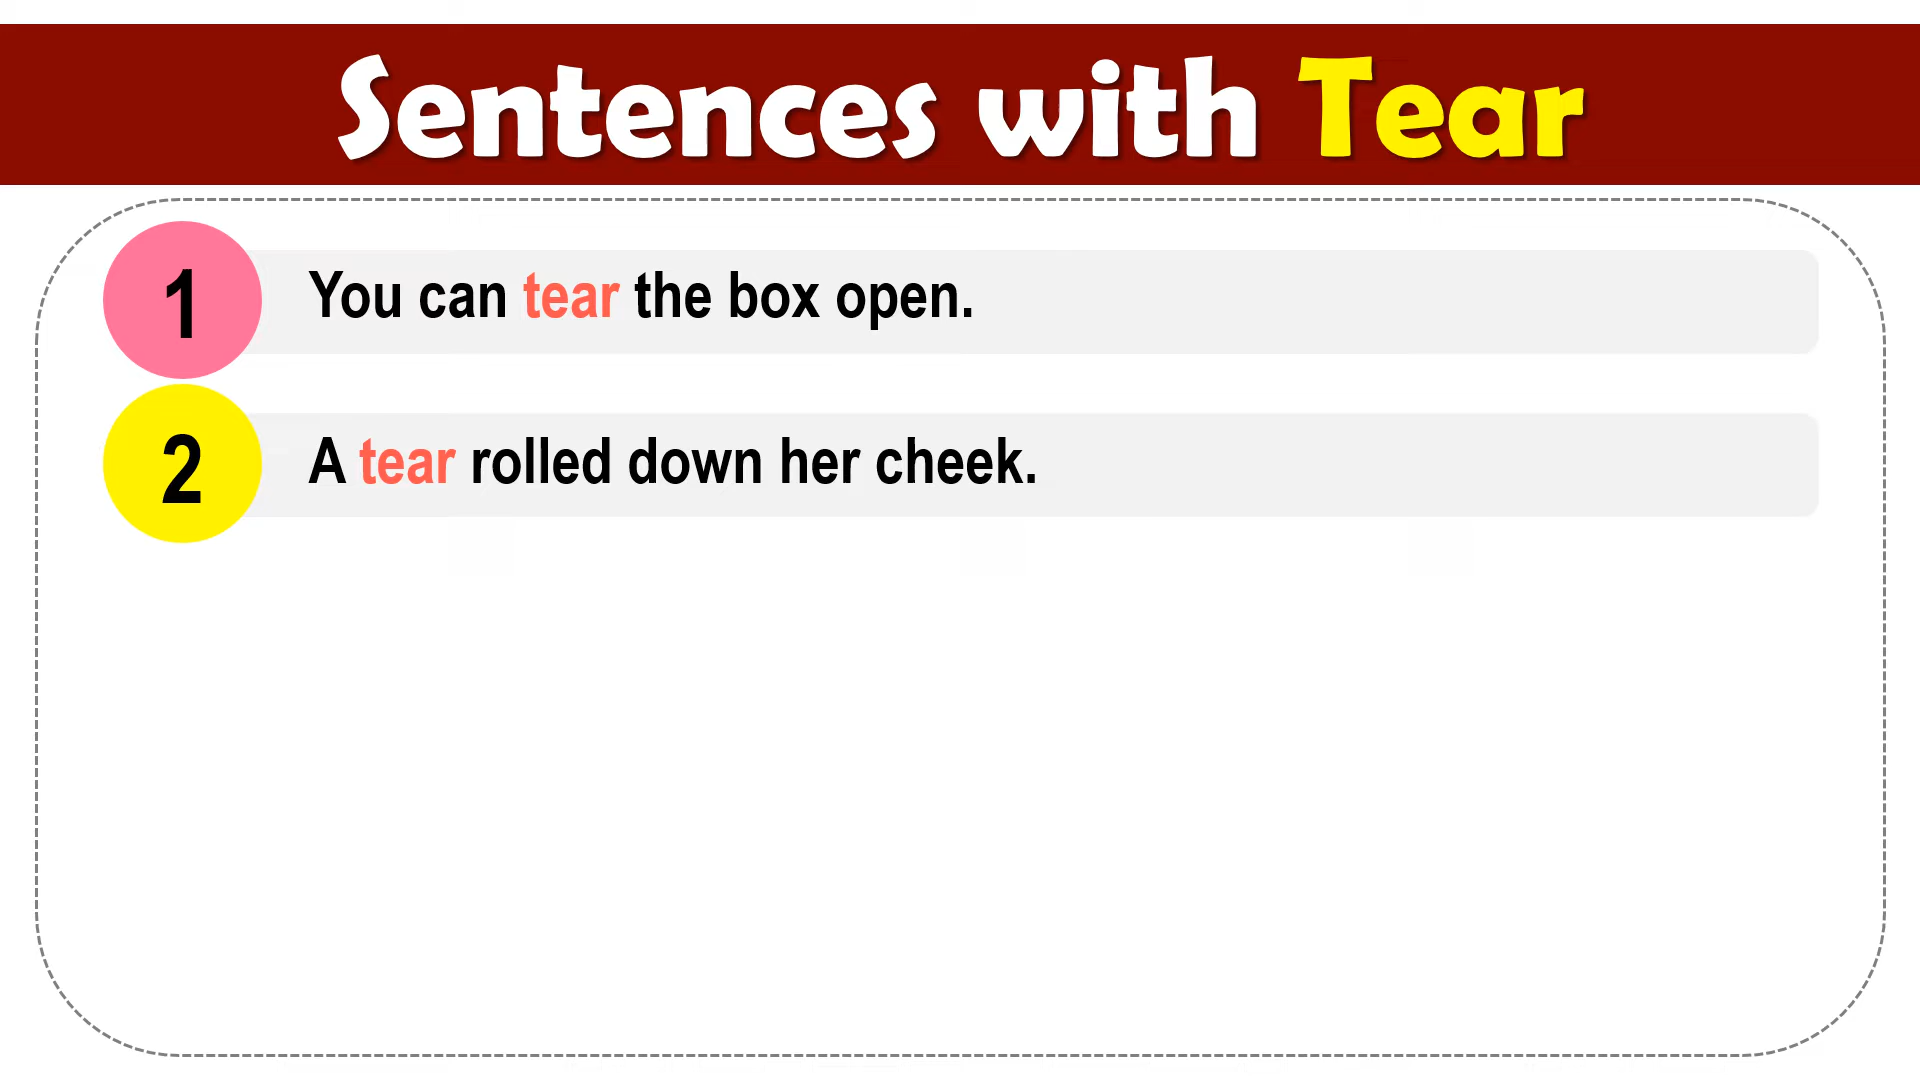 Sentences with Tear
1 You can tear the box open.
2 A tear rolled down her cheek.